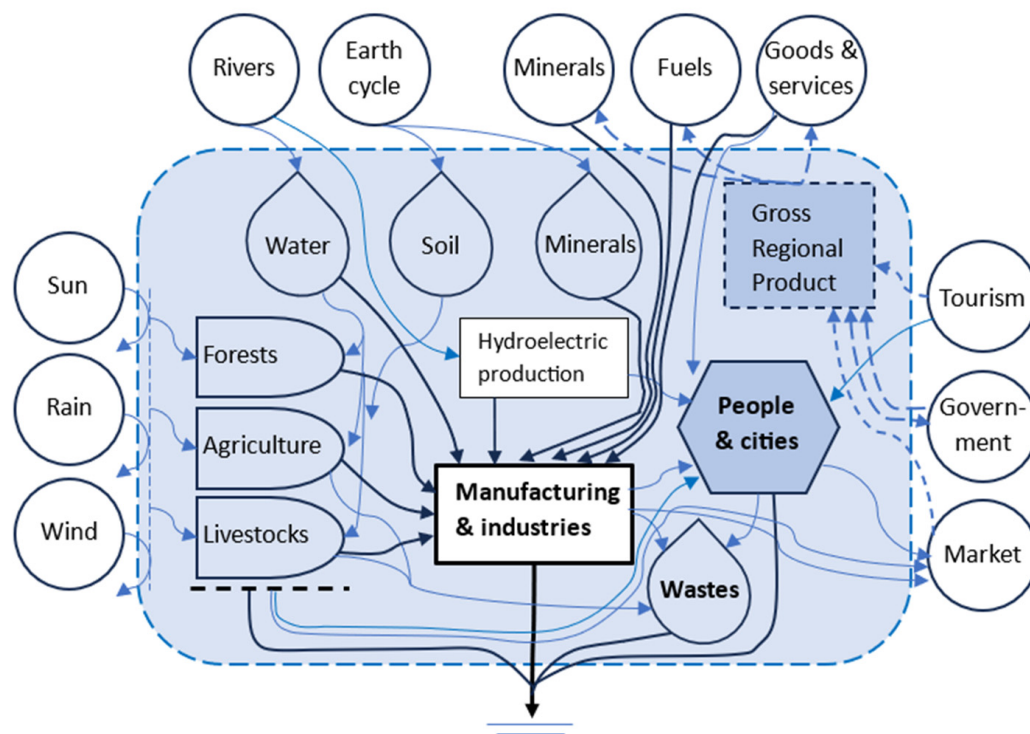 Rivers
Earth
cycle
Minerals
Fuels
Goods &
services
Water
Soil
Minerals
Gross
Regional
Product
Sun
Rain
Wind
Forests
Agriculture
Livestocks
Hydroelectric
production
Manufacturing
& industries
People
& cities
Wastes
Tourism
Govern-
ment
Market